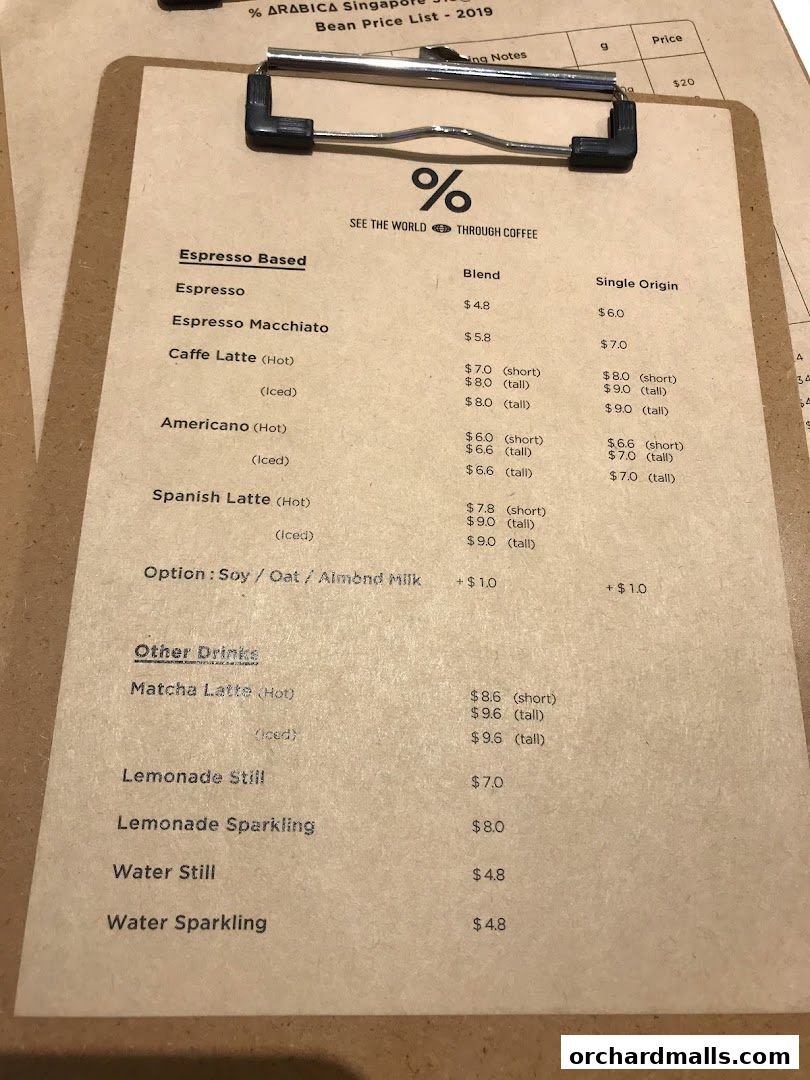 % ΔRΔBICΔ Singapore
Bean Price List - 2019
Notes g Price
$20
%
SEE THE WORLD THROUGH COFFEE
Espresso Based Blend Single Origin
Espresso $4.8 $6.0
Espresso Macchiato $5.8 $7.0
Caffe Latte (Hot) $7.0 (short) $8.0 (short)
$8.0 (tall) $9.0 (tall)
(Iced) $8.0 (tall) $9.0 (tall)
Americano (Hot) $6.0 (short) $6.6 (short)
$6.6 (tall) $7.0 (tall)
(Iced) $6.6 (tall) $7.0 (tall)
Spanish Latte (Hot) $7.8 (short)
$9.0 (tall)
(Iced) $9.0 (tall)
Option : Soy / Oat / Almond Milk + $1.0 + $1.0
Other Drinks
Matcha Latte (Hot) $8.6 (short)
$9.6 (tall)
(Iced) $9.6 (tall)
Lemonade Still $7.0
Lemonade Sparkling $8.0
Water Still $4.8
Water Sparkling $4.8
orchardmalls.com